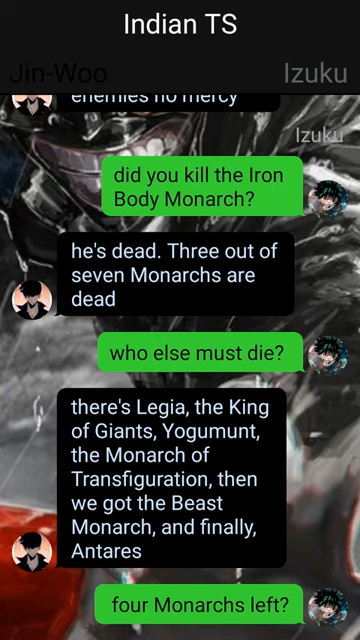 Indian TS
Jin-Woo
Izuku
enemies no mercy
Izuku
did you kill the Iron
Body Monarch?
he's dead. Three out of
seven Monarchs are
dead
who else must die?
there's Legia, the King
of Giants, Yogumunt,
the Monarch of
Transfiguration, then
we got the Beast
Monarch, and finally,
Antares
four Monarchs left?